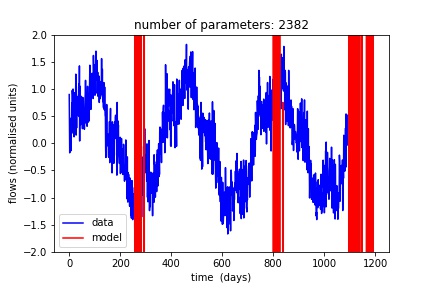 number of parameters: 2382
flows (normalised units)
2.0
1.5
1.0
0.5
0.0
−0.5
−1.0
−1.5
−2.0
data
model
0 200 400 600 800 1000 1200
time (days)